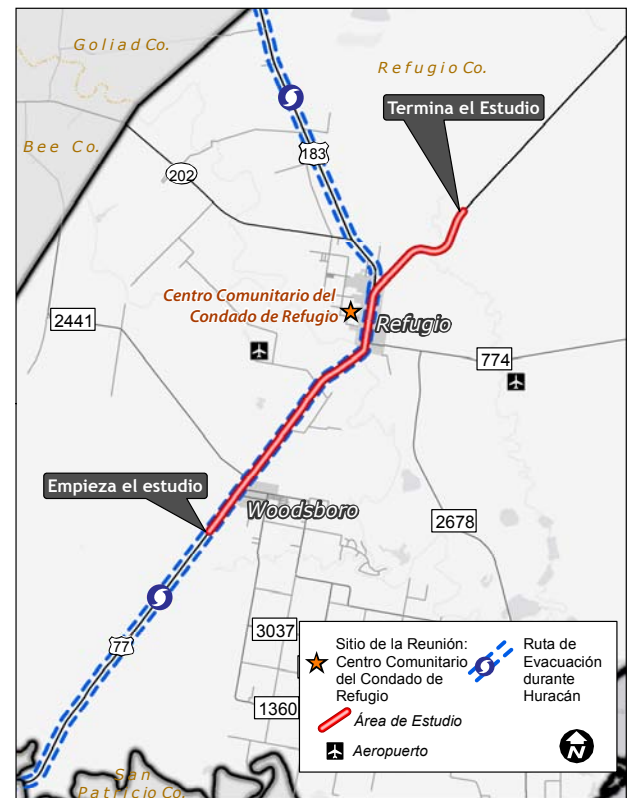 Goliad Co.
Refugio Co.
Termina el Estudio
Bee Co.
183
202
Centro Comunitario del
Condado de Refugio
2441
Refugio
774
Empieza el estudio
Woodsboro
2678
77
3037
1360
Sitio de la Reunión:
Centro Comunitario
del Condado de
Refugio
Ruta de
Evacuación
durante
Huracán
Área de Estudio
Aeropuerto
N
San
Patricio Co.